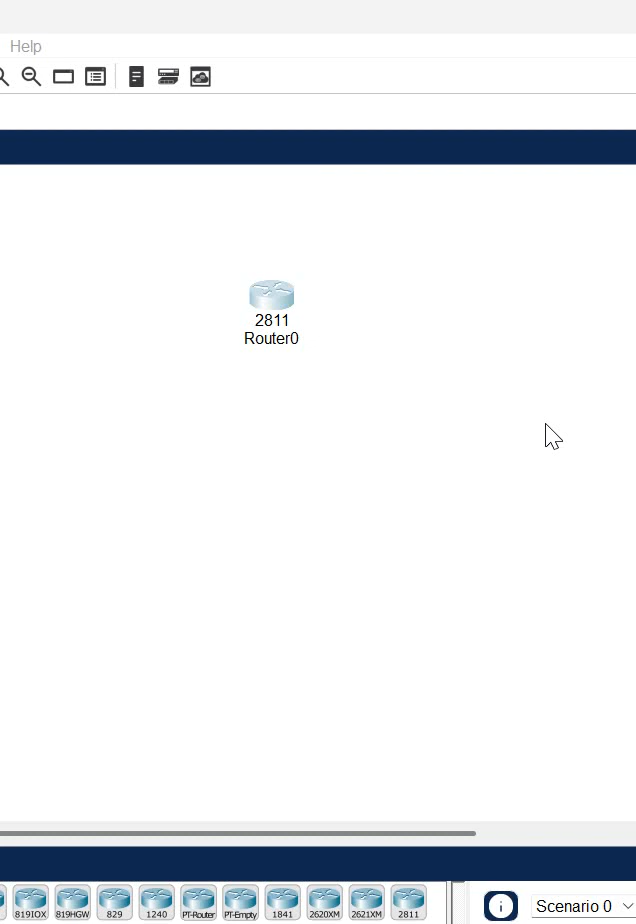 Help
2811
Router0
819IOX
819HGW
829
1240
PT-Router
PT-Empty
1841
2620XM
2621XM
2811
Scenario 0